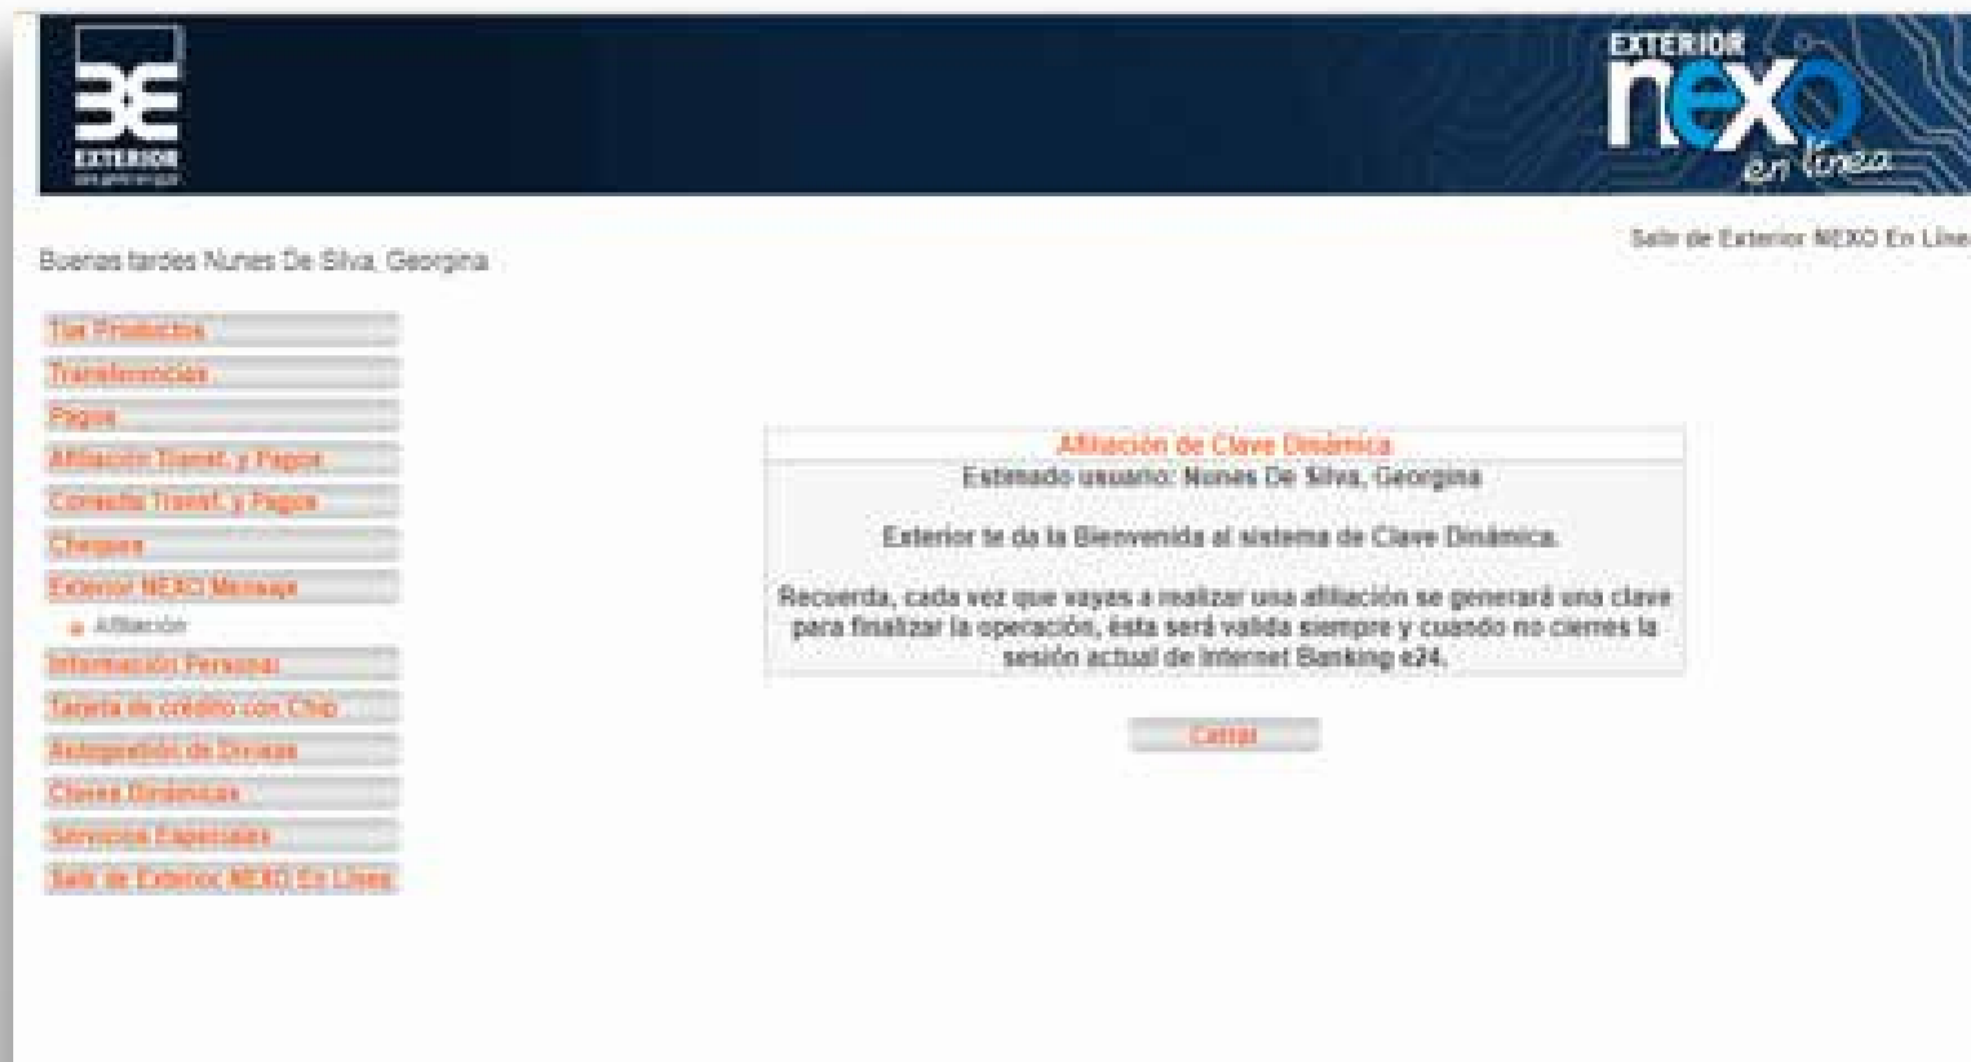 EXTERIOR
EXTERIOR
nexo
en línea
Salir de Exterior NEXO En Línea
Buenas tardes Nunes De Silva, Georgina
Tus Productos
Transferencias
Pagos
Afiliación Transf. y Pagos
Consulta Transf. y Pagos
Cheques
Exterior NEXO Mensaje
Afiliación
Información Personal
Tarjeta de crédito con Chip
Autogestión de Divisas
Claves Dinámicas
Servicios Especiales
Salir de Exterior NEXO En Línea
Afiliación de Clave Dinámica
Estimado usuario: Nunes De Silva, Georgina
Exterior te da la Bienvenida al sistema de Clave Dinámica.
Recuerda, cada vez que vayas a realizar una afiliación se generará una clave
para finalizar la operación, ésta será valida siempre y cuando no cierres la
sesión actual de Internet Banking e24.
Cerrar